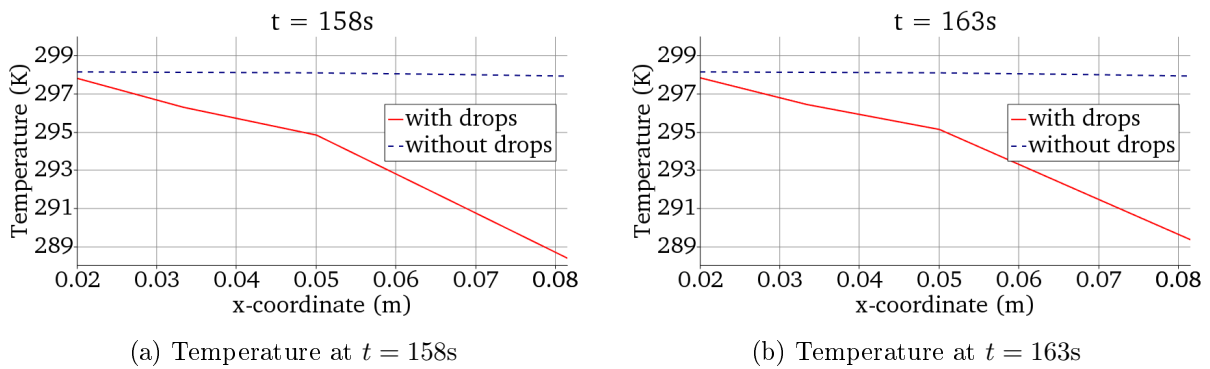 t = 158s
Temperature (K)
299
297
295
293
291
289
with drops
without drops
0.02 0.03 0.04 0.05 0.06 0.07 0.08
x-coordinate (m)
(a) Temperature at t = 158s
t = 163s
Temperature (K)
299
297
295
293
291
289
with drops
without drops
0.02 0.03 0.04 0.05 0.06 0.07 0.08
x-coordinate (m)
(b) Temperature at t = 163s